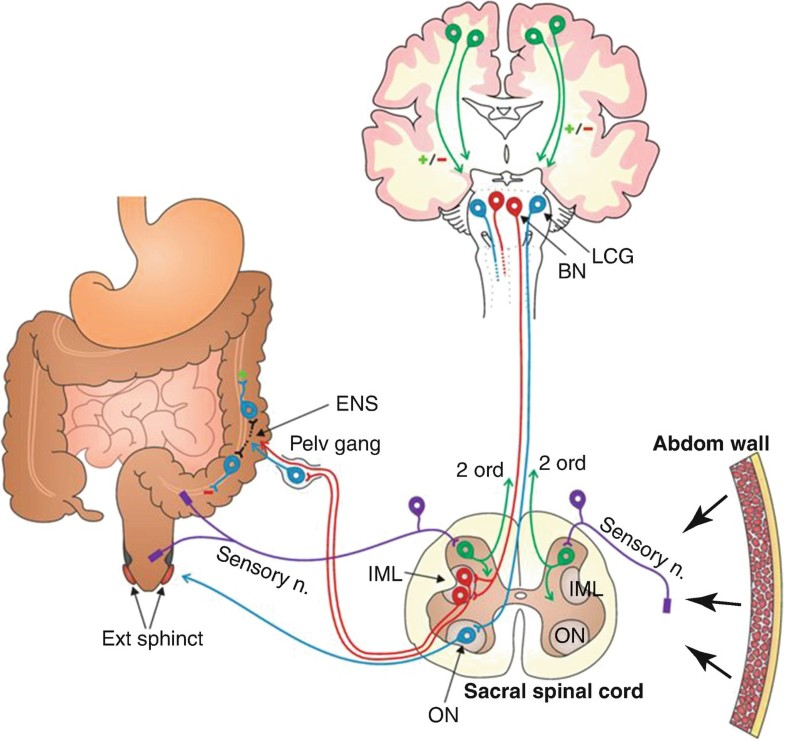 +/-
+/-
LCG
BN
ENS
Pelv gang
Abdom wall
2 ord
2 ord
Sensory n.
Sensory n.
IML
IML
ON
Ext sphinct
Sacral spinal cord
ON
+
-